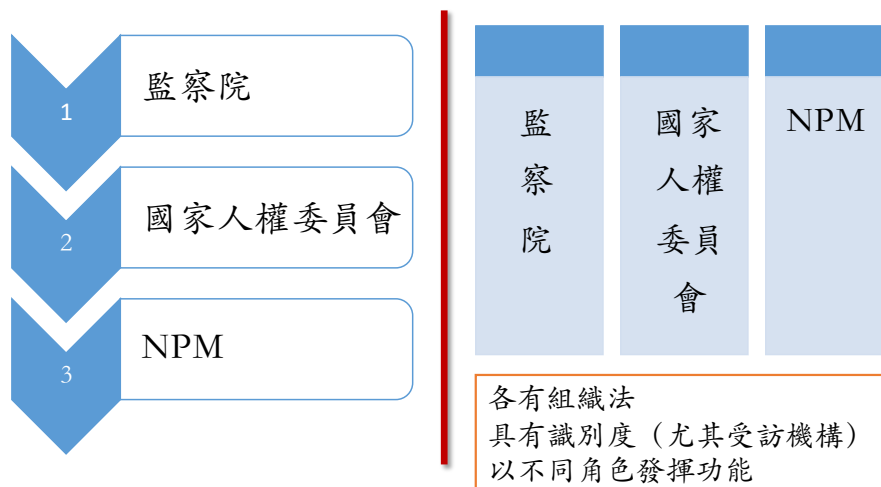 1
監察院
2
國家人權委員會
3
NPM
監
察
院
國家
人權
委員
會
NPM
各有組織法
具有識別度（尤其受訪機構）
以不同角色發揮功能